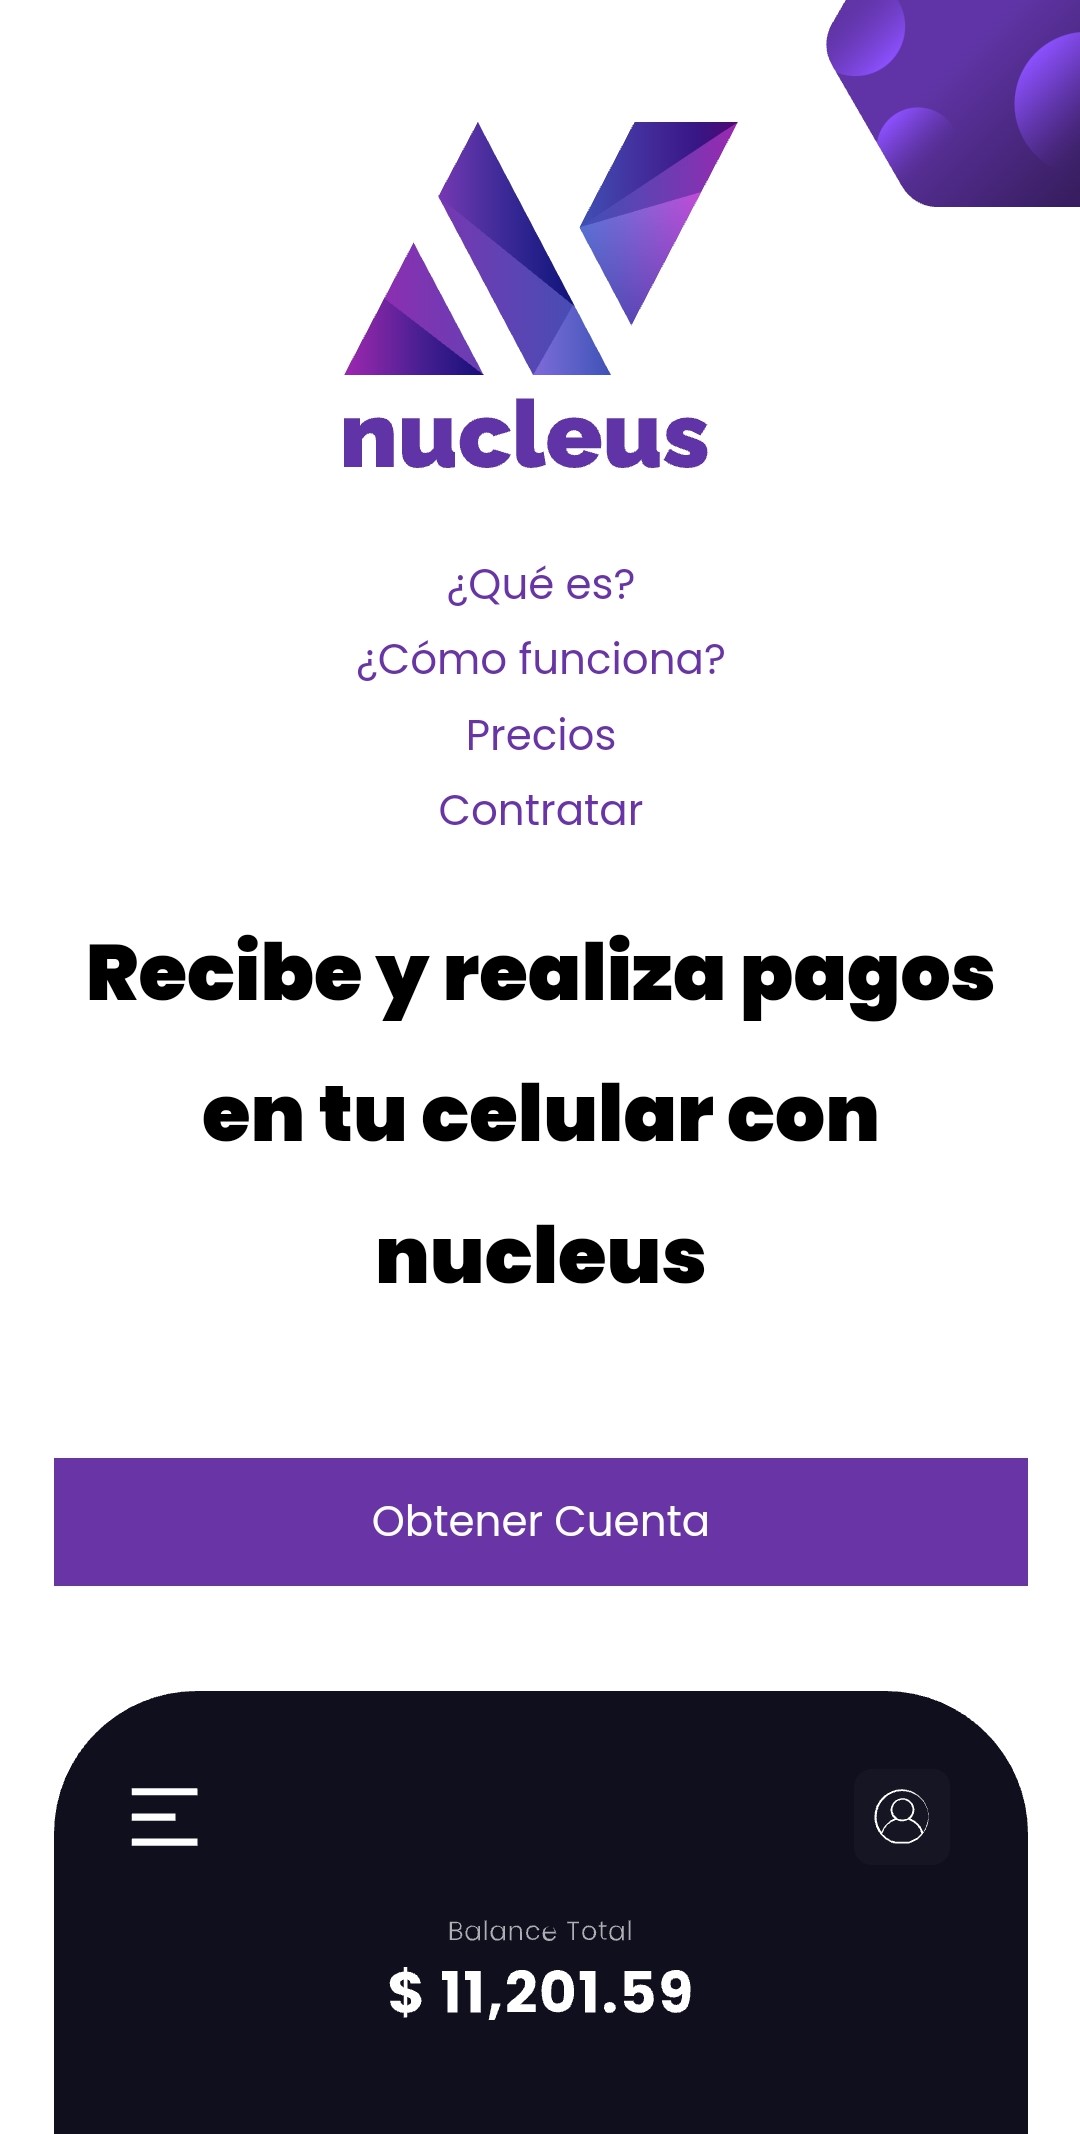 nucleus
¿Qué es?
¿Cómo funciona?
Precios
Contratar
Recibe y realiza pagos
en tu celular con
nucleus
Obtener Cuenta
Balance Total
$ 11,201.59